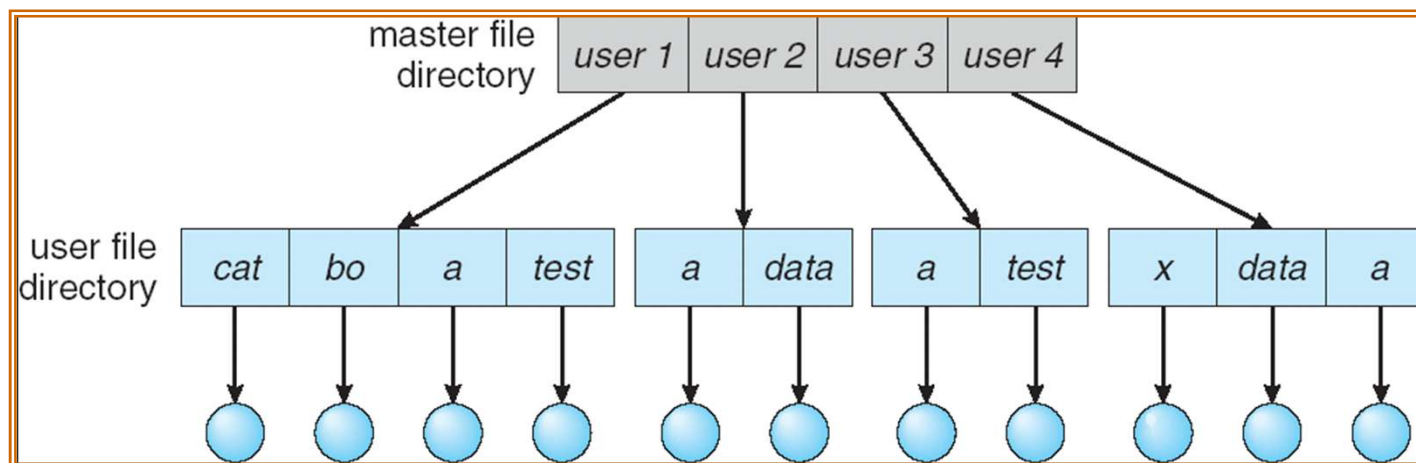 master file
directory
user 1 user 2 user 3 user 4
user file
directory
cat bo a test a data a test x data a